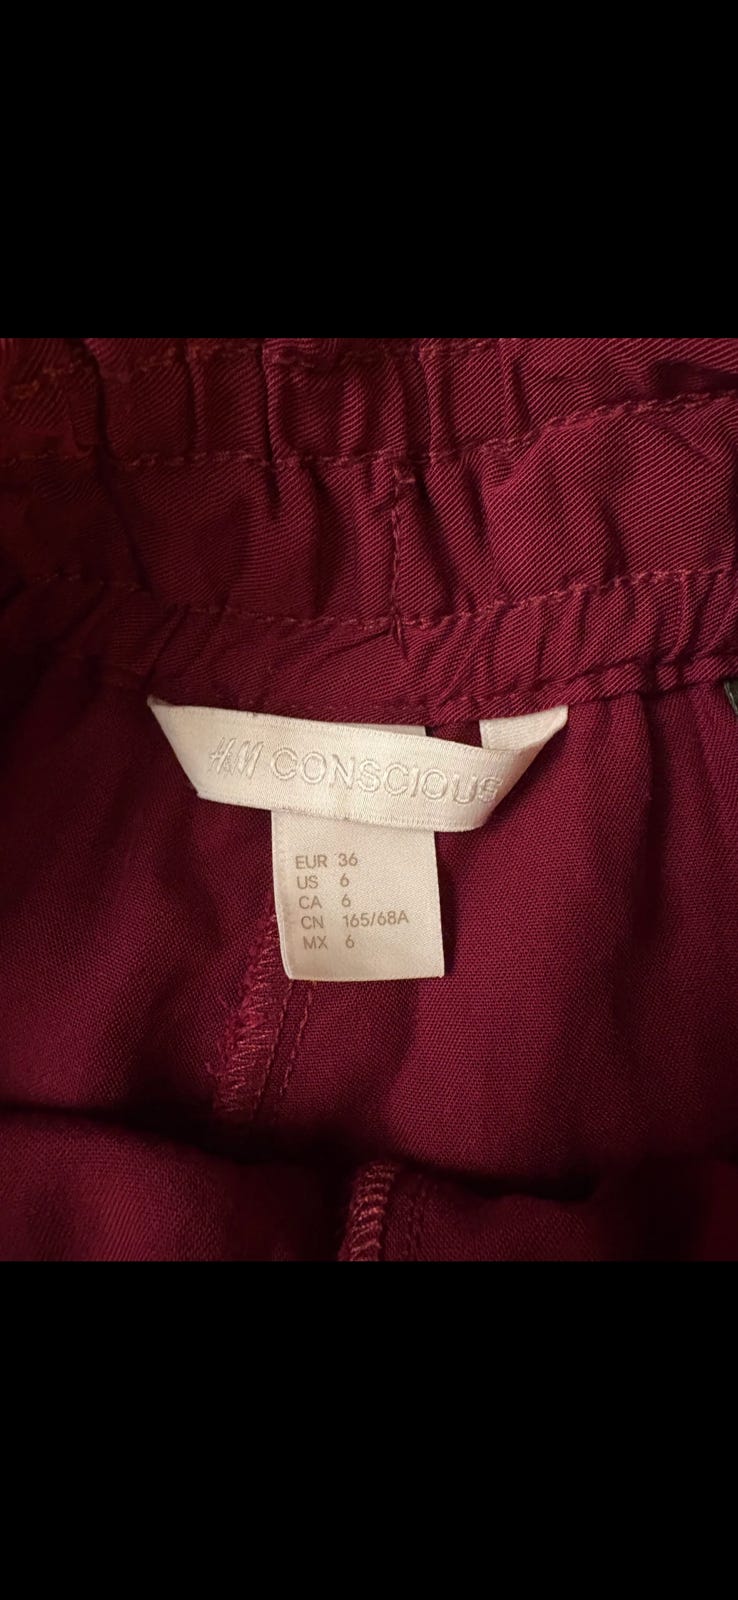 H&M CONSCIOUS
EUR 36
US 6
CA 6
CN 165/68A
MX 6